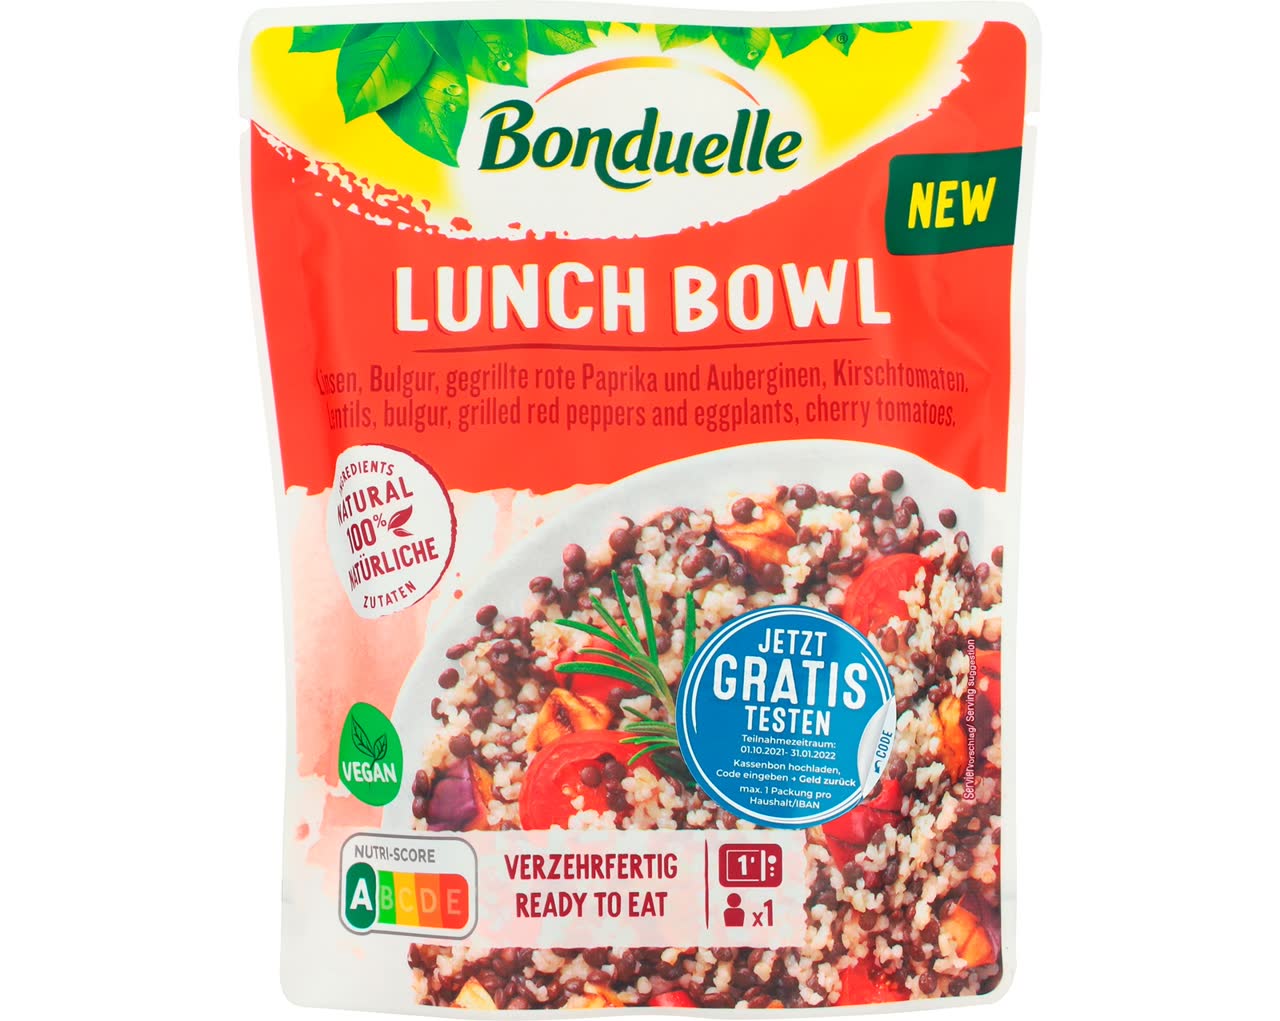 Bonduelle
NEW
LUNCH BOWL
Linsen, Bulgur, gegrillte rote Paprika und Auberginen, Kirschtomaten.
Lentils, bulgur, grilled red peppers and eggplants, cherry tomatoes.
INGREDIENTS
NATURAL
100%
NATÜRLICHE
ZUTATEN
JETZT
GRATIS
TESTEN
Teilnahmezeitraum:
01.10.2021- 31.01.2022
Kassenbon hochladen,
Code eingeben + Geld zurück
max. 1 Packung pro
Haushalt/IBAN
CODE
Serviervorschlag/ Serving suggestion
VEGAN
NUTRI-SCORE
A B C D E
VERZEHRFERTIG
READY TO EAT
1'
x1